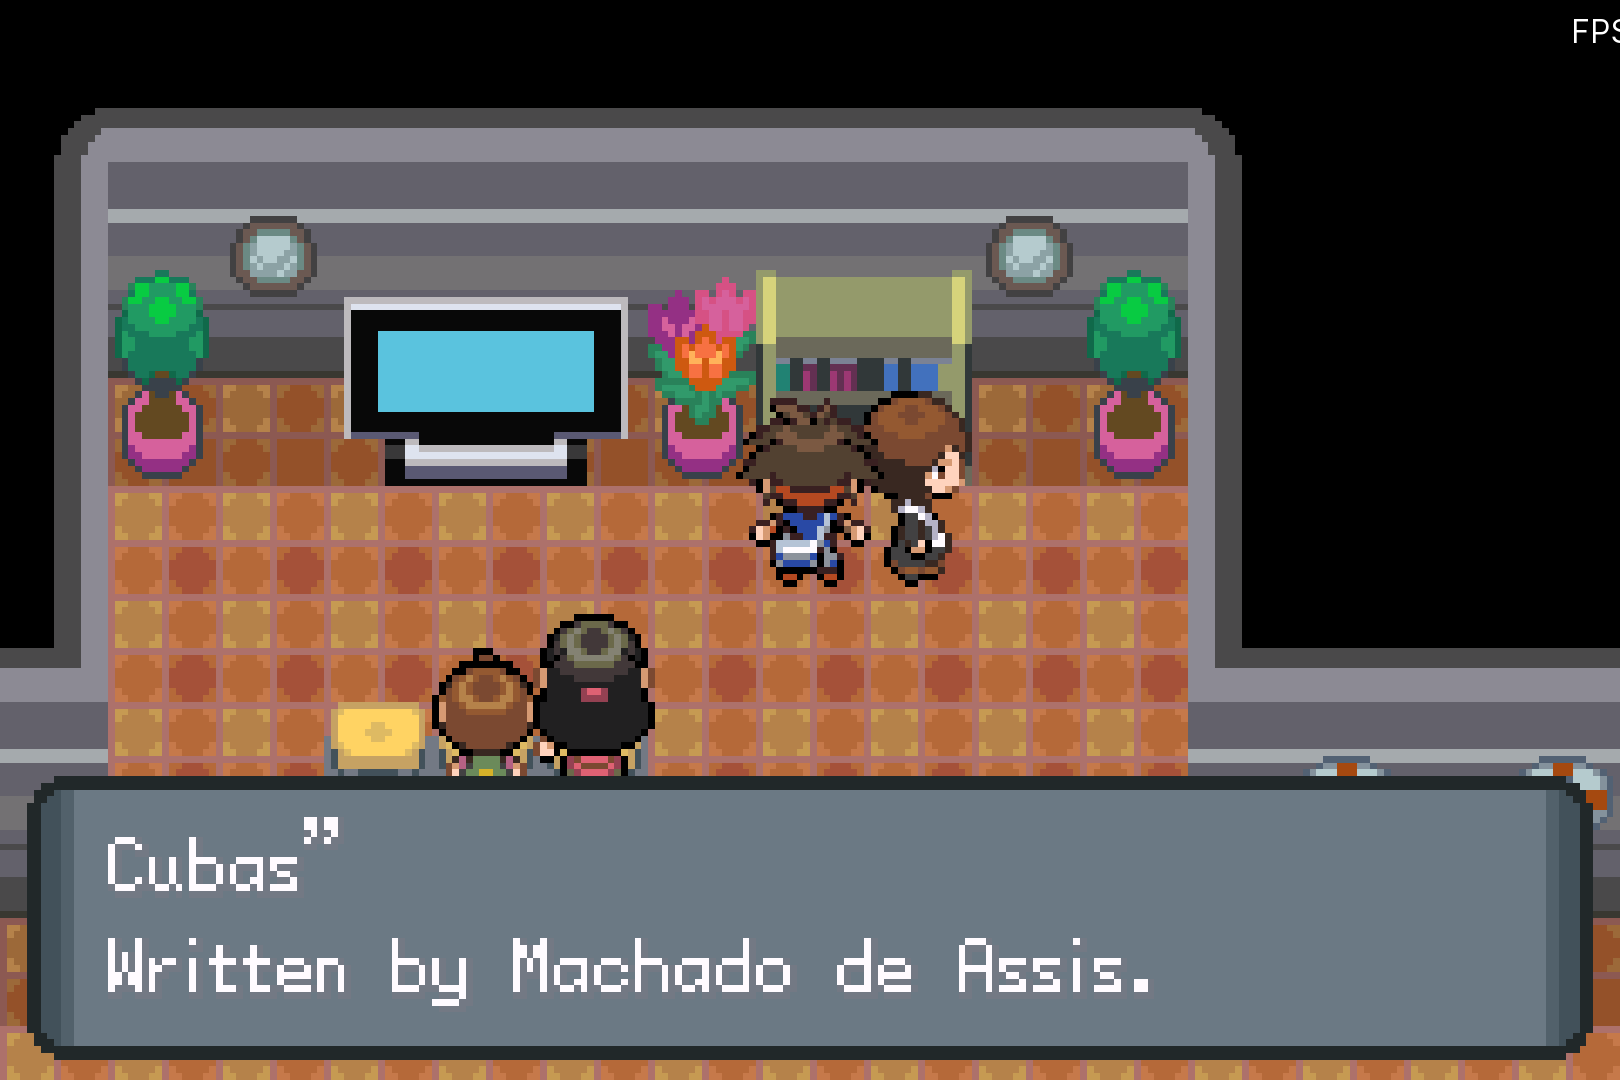 FPS
Cubas”
Written by Machado de Assis.